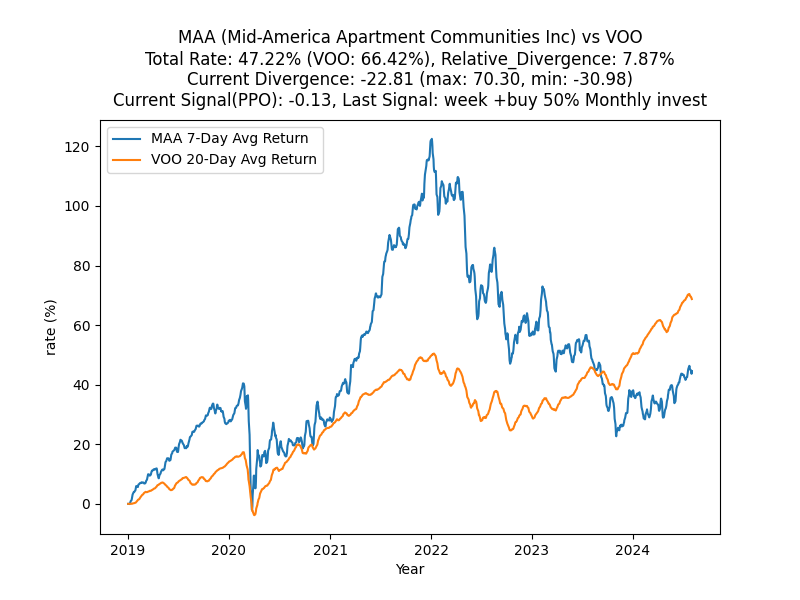 MAA (Mid-America Apartment Communities Inc) vs VOO
Total Rate: 47.22% (VOO: 66.42%), Relative_Divergence: 7.87%
Current Divergence: -22.81 (max: 70.30, min: -30.98)
Current Signal(PPO): -0.13, Last Signal: week +buy 50% Monthly invest
MAA 7-Day Avg Return
VOO 20-Day Avg Return
120
100
80
60
40
20
0
rate (%)
2019 2020 2021 2022 2023 2024
Year